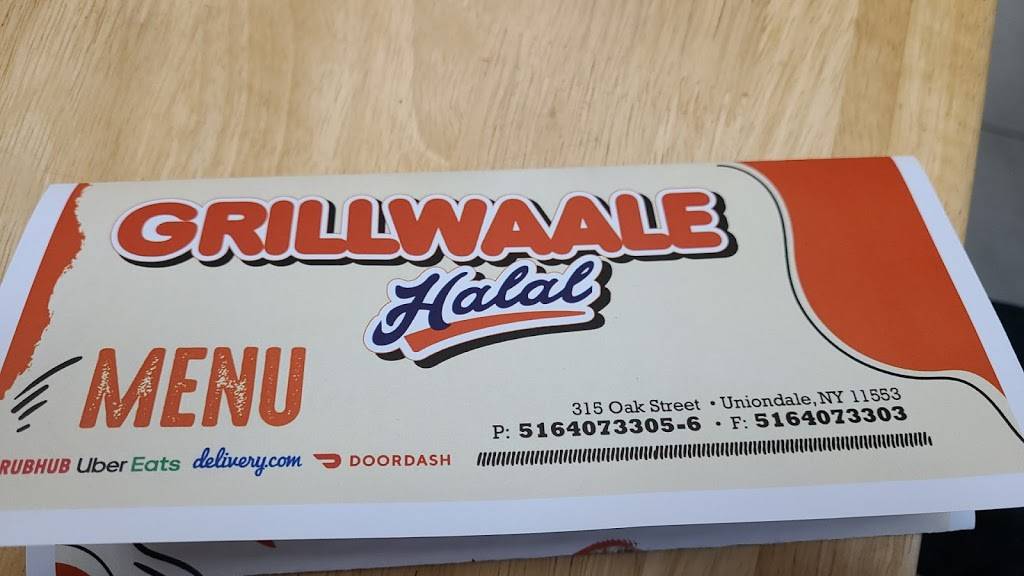 GRILLWAALE
Halal
MENU
315 Oak Street • Uniondale, NY 11553
P: 5164073305-6 • F: 5164073303
RUBHUB Uber Eats delivery.com DOORDASH